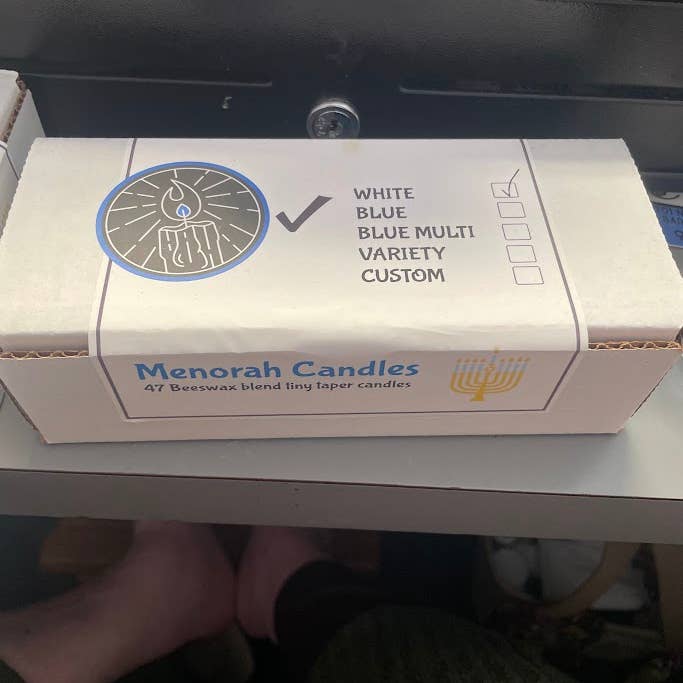 WHITE
BLUE
BLUE MULTI
VARIETY
CUSTOM
Menorah Candles
47 Beeswax blend tiny taper candles